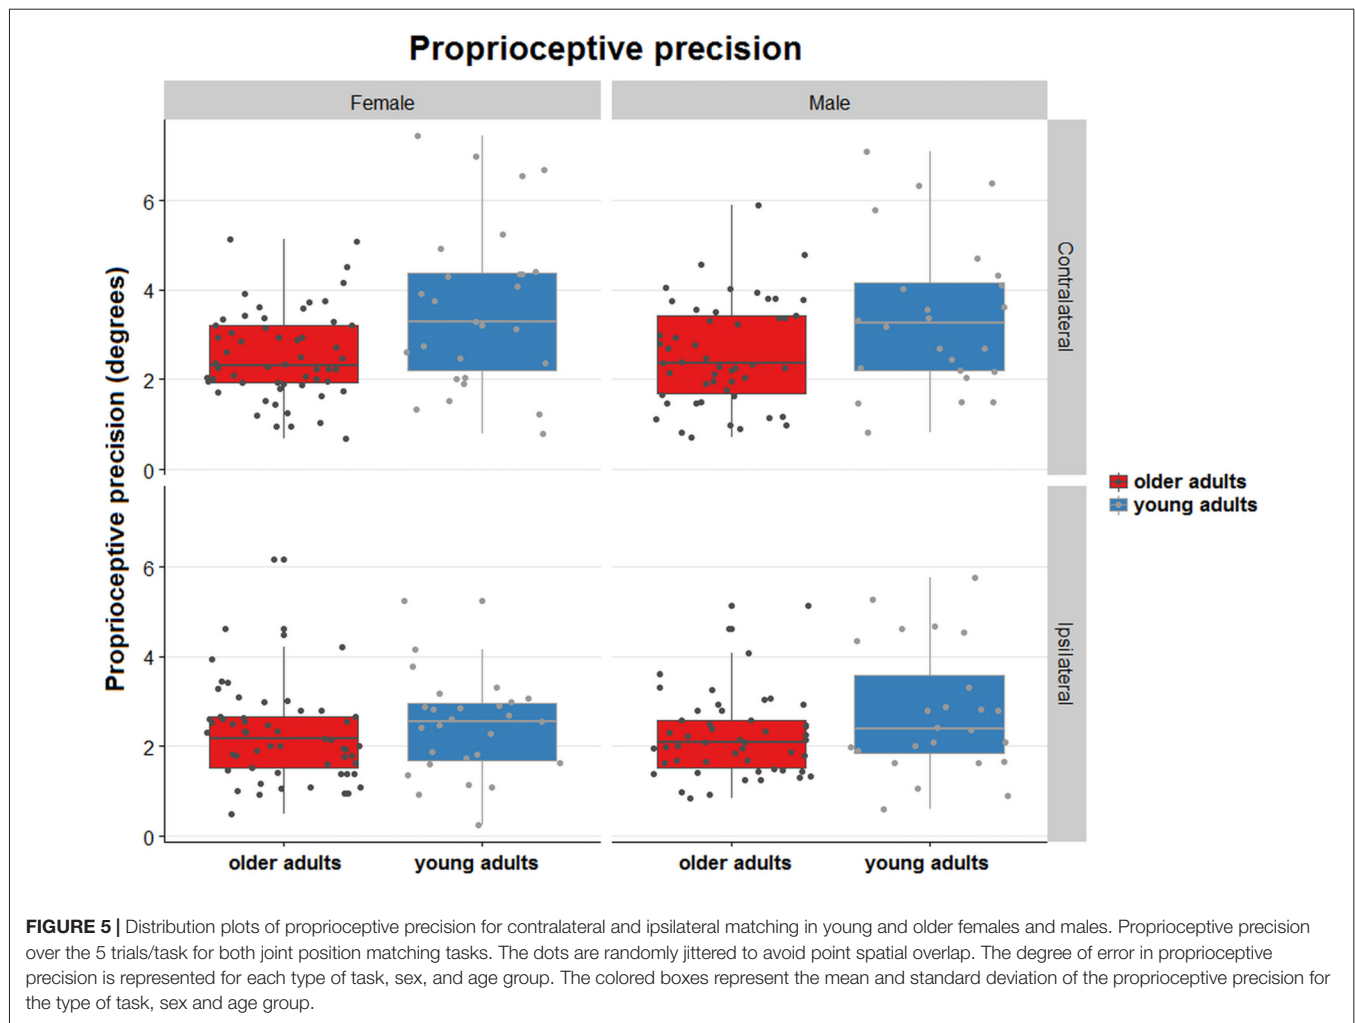 Proprioceptive precision
Female
Male
Proprioceptive precision (degrees)
6
4
2
0
Contralateral
6
4
2
0
Ipsilateral
older adults
young adults
older adults
young adults
older adults
young adults
FIGURE 5 | Distribution plots of proprioceptive precision for contralateral and ipsilateral matching in young and older females and males. Proprioceptive precision
over the 5 trials/task for both joint position matching tasks. The dots are randomly jittered to avoid point spatial overlap. The degree of error in proprioceptive
precision is represented for each type of task, sex, and age group. The colored boxes represent the mean and standard deviation of the proprioceptive precision for
the type of task, sex and age group.